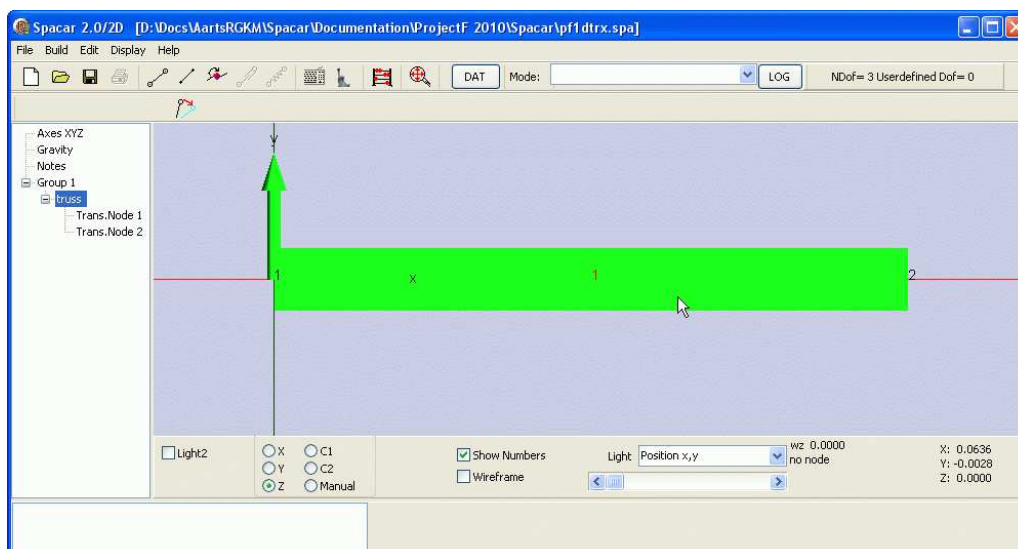 Spacar 2.0/2D [D:\Docs\AartsRGKM\Spacar\Documentation\ProjectF 2010\Spacar\pf1dtrx.spa]
File Build Edit Display Help
DAT Mode: LOG NDof= 3 Userdefined Dof= 0
Axes XYZ
Gravity
Notes
Group 1
truss
Trans.Node 1
Trans.Node 2
1 x 1 2
Light2
X C1
Y C2
Z Manual
Show Numbers
Wireframe
Light Position x,y
wz 0.0000
no node
X: 0.0636
Y: -0.0028
Z: 0.0000